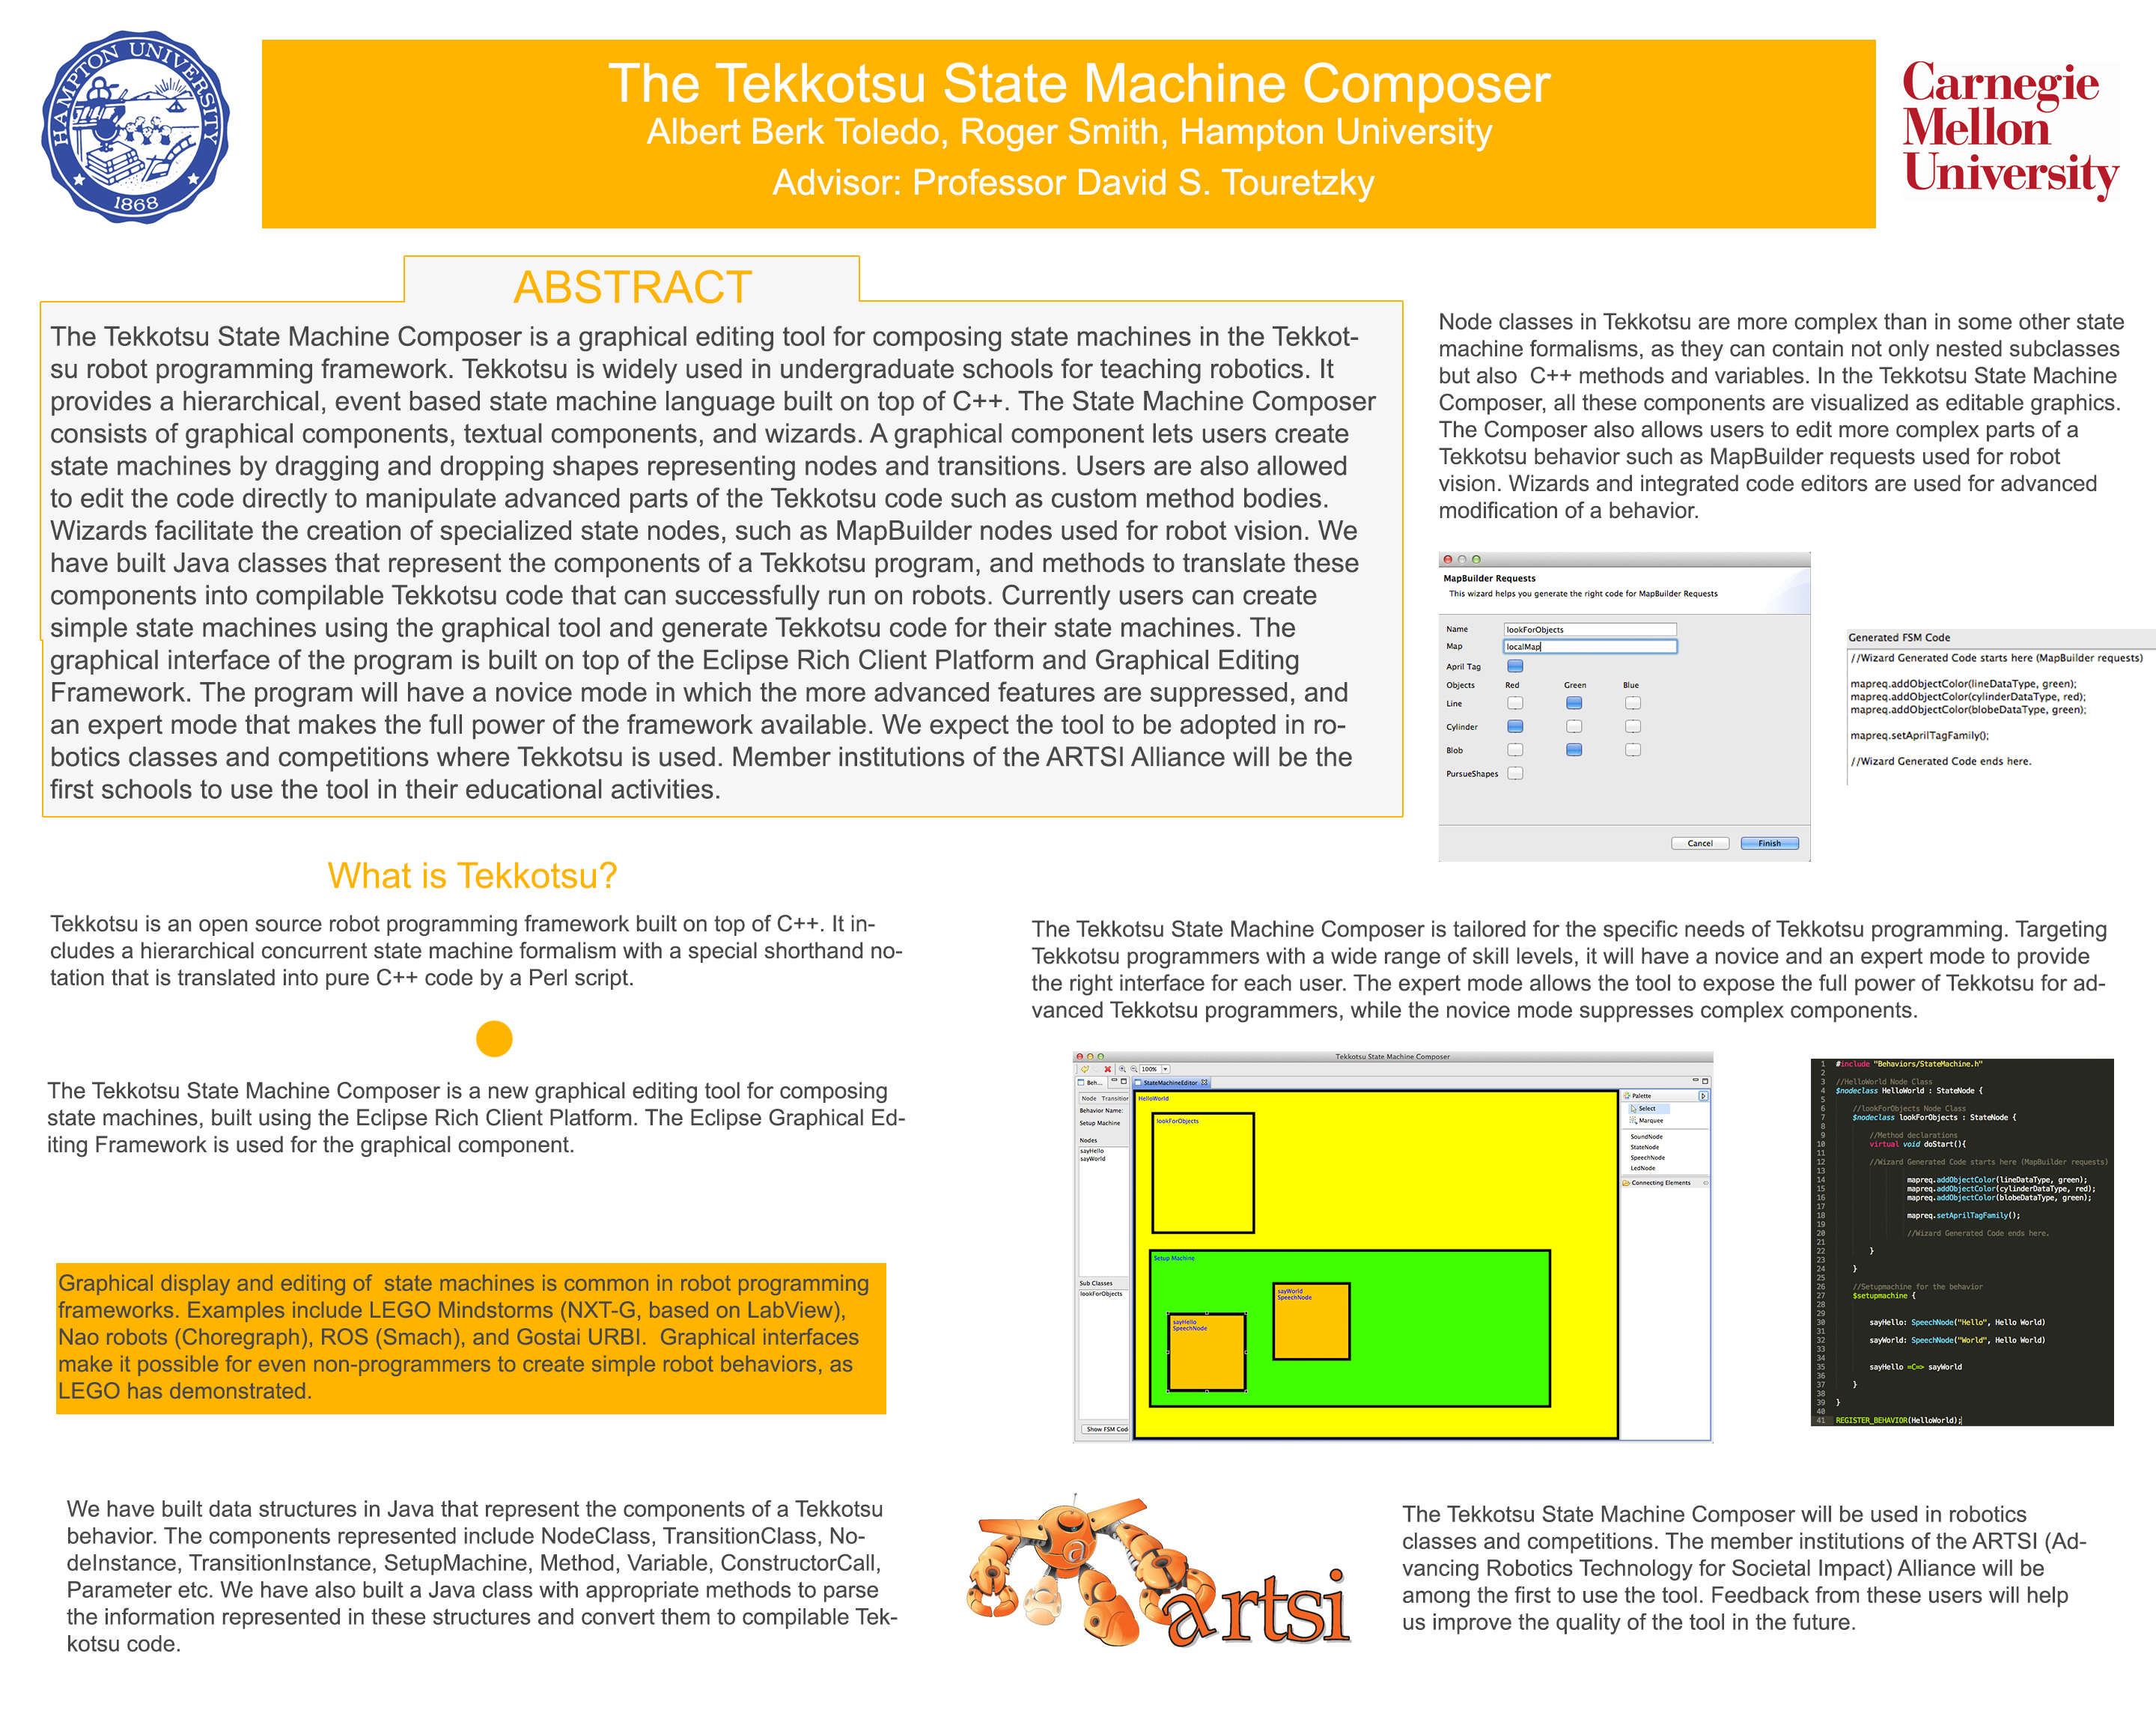 HAMPTON UNIVERSITY
1868
The Tekkotsu State Machine Composer
Albert Berk Toledo, Roger Smith, Hampton University
Advisor: Professor David S. Touretzky
Carnegie
Mellon
University
ABSTRACT
The Tekkotsu State Machine Composer is a graphical editing tool for composing state machines in the Tekkot-
su robot programming framework. Tekkotsu is widely used in undergraduate schools for teaching robotics. It
provides a hierarchical, event based state machine language built on top of C++. The State Machine Composer
consists of graphical components, textual components, and wizards. A graphical component lets users create
state machines by dragging and dropping shapes representing nodes and transitions. Users are also allowed
to edit the code directly to manipulate advanced parts of the Tekkotsu code such as custom method bodies.
Wizards facilitate the creation of specialized state nodes, such as MapBuilder nodes used for robot vision. We
have built Java classes that represent the components of a Tekkotsu program, and methods to translate these
components into compilable Tekkotsu code that can successfully run on robots. Currently users can create
simple state machines using the graphical tool and generate Tekkotsu code for their state machines. The
graphical interface of the program is built on top of the Eclipse Rich Client Platform and Graphical Editing
Framework. The program will have a novice mode in which the more advanced features are suppressed, and
an expert mode that makes the full power of the framework available. We expect the tool to be adopted in ro-
botics classes and competitions where Tekkotsu is used. Member institutions of the ARTSI Alliance will be the
first schools to use the tool in their educational activities.
Node classes in Tekkotsu are more complex than in some other state
machine formalisms, as they can contain not only nested subclasses
but also  C++ methods and variables. In the Tekkotsu State Machine
Composer, all these components are visualized as editable graphics.
The Composer also allows users to edit more complex parts of a
Tekkotsu behavior such as MapBuilder requests used for robot
vision. Wizards and integrated code editors are used for advanced
modification of a behavior.
MapBuilder Requests
This wizard helps you generate the right code for MapBuilder Requests
Name lookForObjects
Map localMap
April Tag
Objects Red Green Blue
Line
Cylinder
Blob
PursueShapes
Cancel Finish
Generated FSM Code
//Wizard Generated Code starts here (MapBuilder requests)
mapreq.addObjectColor(lineDataType, green);
mapreq.addObjectColor(cylinderDataType, red);
mapreq.addObjectColor(blobeDataType, green);
mapreq.setAprilTagFamily();
//Wizard Generated Code ends here.
What is Tekkotsu?
Tekkotsu is an open source robot programming framework built on top of C++. It in-
cludes a hierarchical concurrent state machine formalism with a special shorthand no-
tation that is translated into pure C++ code by a Perl script.
The Tekkotsu State Machine Composer is a new graphical editing tool for composing
state machines, built using the Eclipse Rich Client Platform. The Eclipse Graphical Ed-
iting Framework is used for the graphical component.
Graphical display and editing of  state machines is common in robot programming
frameworks. Examples include LEGO Mindstorms (NXT-G, based on LabView),
Nao robots (Choregraph), ROS (Smach), and Gostai URBI.  Graphical interfaces
make it possible for even non-programmers to create simple robot behaviors, as
LEGO has demonstrated.
We have built data structures in Java that represent the components of a Tekkotsu
behavior. The components represented include NodeClass, TransitionClass, No-
deInstance, TransitionInstance, SetupMachine, Method, Variable, ConstructorCall,
Parameter etc. We have also built a Java class with appropriate methods to parse
the information represented in these structures and convert them to compilable Tek-
kotsu code.
The Tekkotsu State Machine Composer is tailored for the specific needs of Tekkotsu programming. Targeting
Tekkotsu programmers with a wide range of skill levels, it will have a novice and an expert mode to provide
the right interface for each user. The expert mode allows the tool to expose the full power of Tekkotsu for ad-
vanced Tekkotsu programmers, while the novice mode suppresses complex components.
Tekkotsu State Machine Composer
100%
Beh...
StateMachineEditor
Node Transition
Behavior Name:
Setup Machine
Nodes
sayHello
sayWorld
Sub Classes
lookForObjects
Show FSM Cod
HelloWorld
lookForObjects
Setup Machine
sayHello
SpeechNode
sayWorld
SpeechNode
Palette
Select
Marquee
SoundNode
StateNode
SpeechNode
LedNode
Connecting Elements
1 #include "Behaviors/StateMachine.h"
2
3 //HelloWorld Node Class
4 $nodeclass HelloWorld : StateNode {
5
6 //lookForObjects Node Class
7 $nodeclass lookForObjects : StateNode {
8
9 //Method declarations
10 virtual void doStart(){
11
12 //Wizard Generated Code starts here (MapBuilder requests)
13
14 mapreq.addObjectColor(lineDataType, green);
15 mapreq.addObjectColor(cylinderDataType, red);
16 mapreq.addObjectColor(blobeDataType, green);
17
18 mapreq.setAprilTagFamily();
19
20 //Wizard Generated Code ends here.
21
22 }
23
24 }
25
26 //Setupmachine for the behavior
27 $setupmachine {
28
29
30 sayHello: SpeechNode("Hello", Hello World)
31
32 sayWorld: SpeechNode("World", Hello World)
33
34
35 sayHello =C=> sayWorld
36
37 }
38
39 }
40
41 REGISTER_BEHAVIOR(HelloWorld);
a
artsi
The Tekkotsu State Machine Composer will be used in robotics
classes and competitions. The member institutions of the ARTSI (Ad-
vancing Robotics Technology for Societal Impact) Alliance will be
among the first to use the tool. Feedback from these users will help
us improve the quality of the tool in the future.